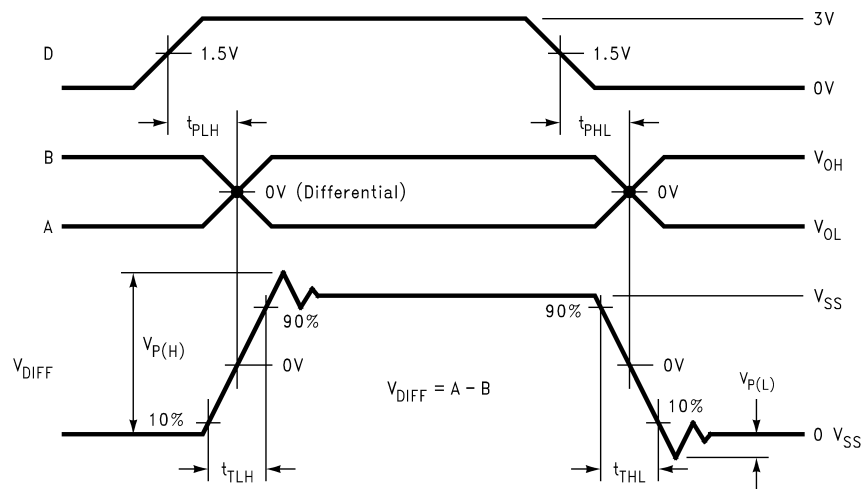 3V
D
1.5V
1.5V
0V
tPLH
tPHL
B
VOH
0V (Differential)
0V
A
VOL
VSS
90%
90%
VP(H)
VDIFF
0V
0V
VDIFF = A – B
VP(L)
10%
10%
0 VSS
tTLH
tTHL